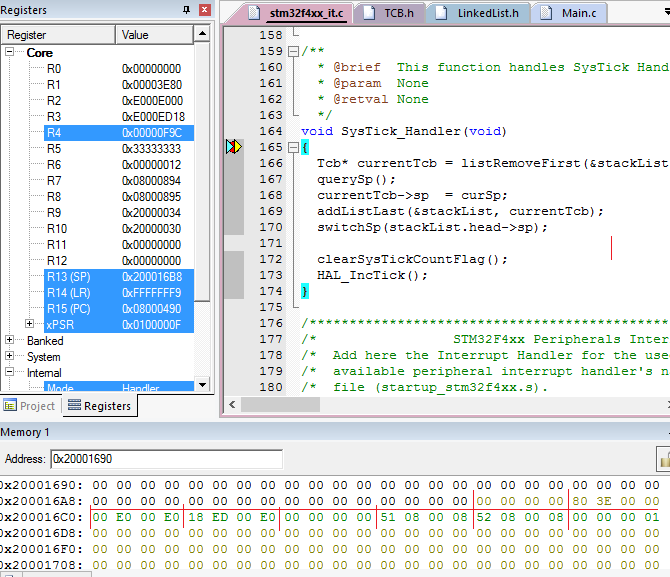 Registers
Register Value
Core
R0 0x00000000
R1 0x00003E80
R2 0xE000E000
R3 0xE000ED18
R4 0x00000F9C
R5 0x33333333
R6 0x00000012
R7 0x08000894
R8 0x08000895
R9 0x20000034
R10 0x20000030
R11 0x00000000
R12 0x00000000
R13 (SP) 0x200016B8
R14 (LR) 0xFFFFFFF9
R15 (PC) 0x08000490
xPSR 0x0100000F
Banked
System
Internal
Mode Handler
Project Registers
stm32f4xx_it.c TCB.h LinkedList.h Main.c
158
159 /**
160 * @brief This function handles SysTick Hand
161 * @param None
162 * @retval None
163 */
164 void SysTick_Handler(void)
165 {
166 Tcb* currentTcb = listRemoveFirst(&stackList
167 querySp();
168 currentTcb->sp = curSp;
169 addListLast(&stackList, currentTcb);
170 switchSp(stackList.head->sp);
171
172 clearSysTickCountFlag();
173 HAL_IncTick();
174 }
175
176 /*********************************************
177 /* STM32F4xx Peripherals Inter
178 /* Add here the Interrupt Handler for the use
179 /* available peripheral interrupt handler's n
180 /* file (startup_stm32f4xx.s).
Memory 1
Address: 0x20001690
0x20001690: 00 00 00 00 00 00 00 00 00 00 00 00 00 00 00 00 00 00 00 00 00 00 00 00
0x200016A8: 00 00 00 00 00 00 00 00 00 00 00 00 00 00 00 00 00 00 00 00 80 3E 00 00
0x200016C0: 00 E0 00 E0 18 ED 00 E0 00 00 00 00 51 08 00 08 52 08 00 08 00 00 00 01
0x200016D8: 00 00 00 00 00 00 00 00 00 00 00 00 00 00 00 00 00 00 00 00 00 00 00 00
0x200016F0: 00 00 00 00 00 00 00 00 00 00 00 00 00 00 00 00 00 00 00 00 00 00 00 00
0x20001708: 00 00 00 00 00 00 00 00 00 00 00 00 00 00 00 00 00 00 00 00 00 00 00 00